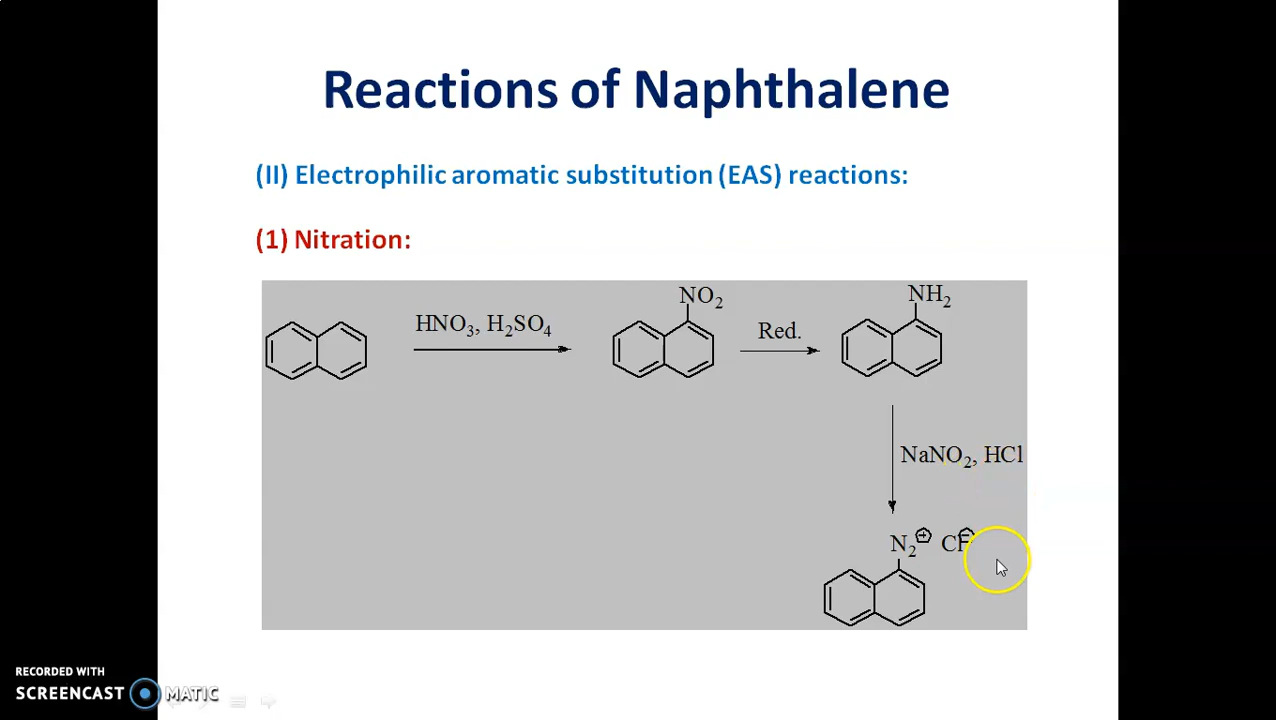 Reactions of Naphthalene
(II) Electrophilic aromatic substitution (EAS) reactions:
(1) Nitration:
NO₂
NH₂
HNO₃, H₂SO₄
Red.
NaNO₂, HCl
N₂⊕ Cl⊖
RECORDED WITH
SCREENCAST MATIC